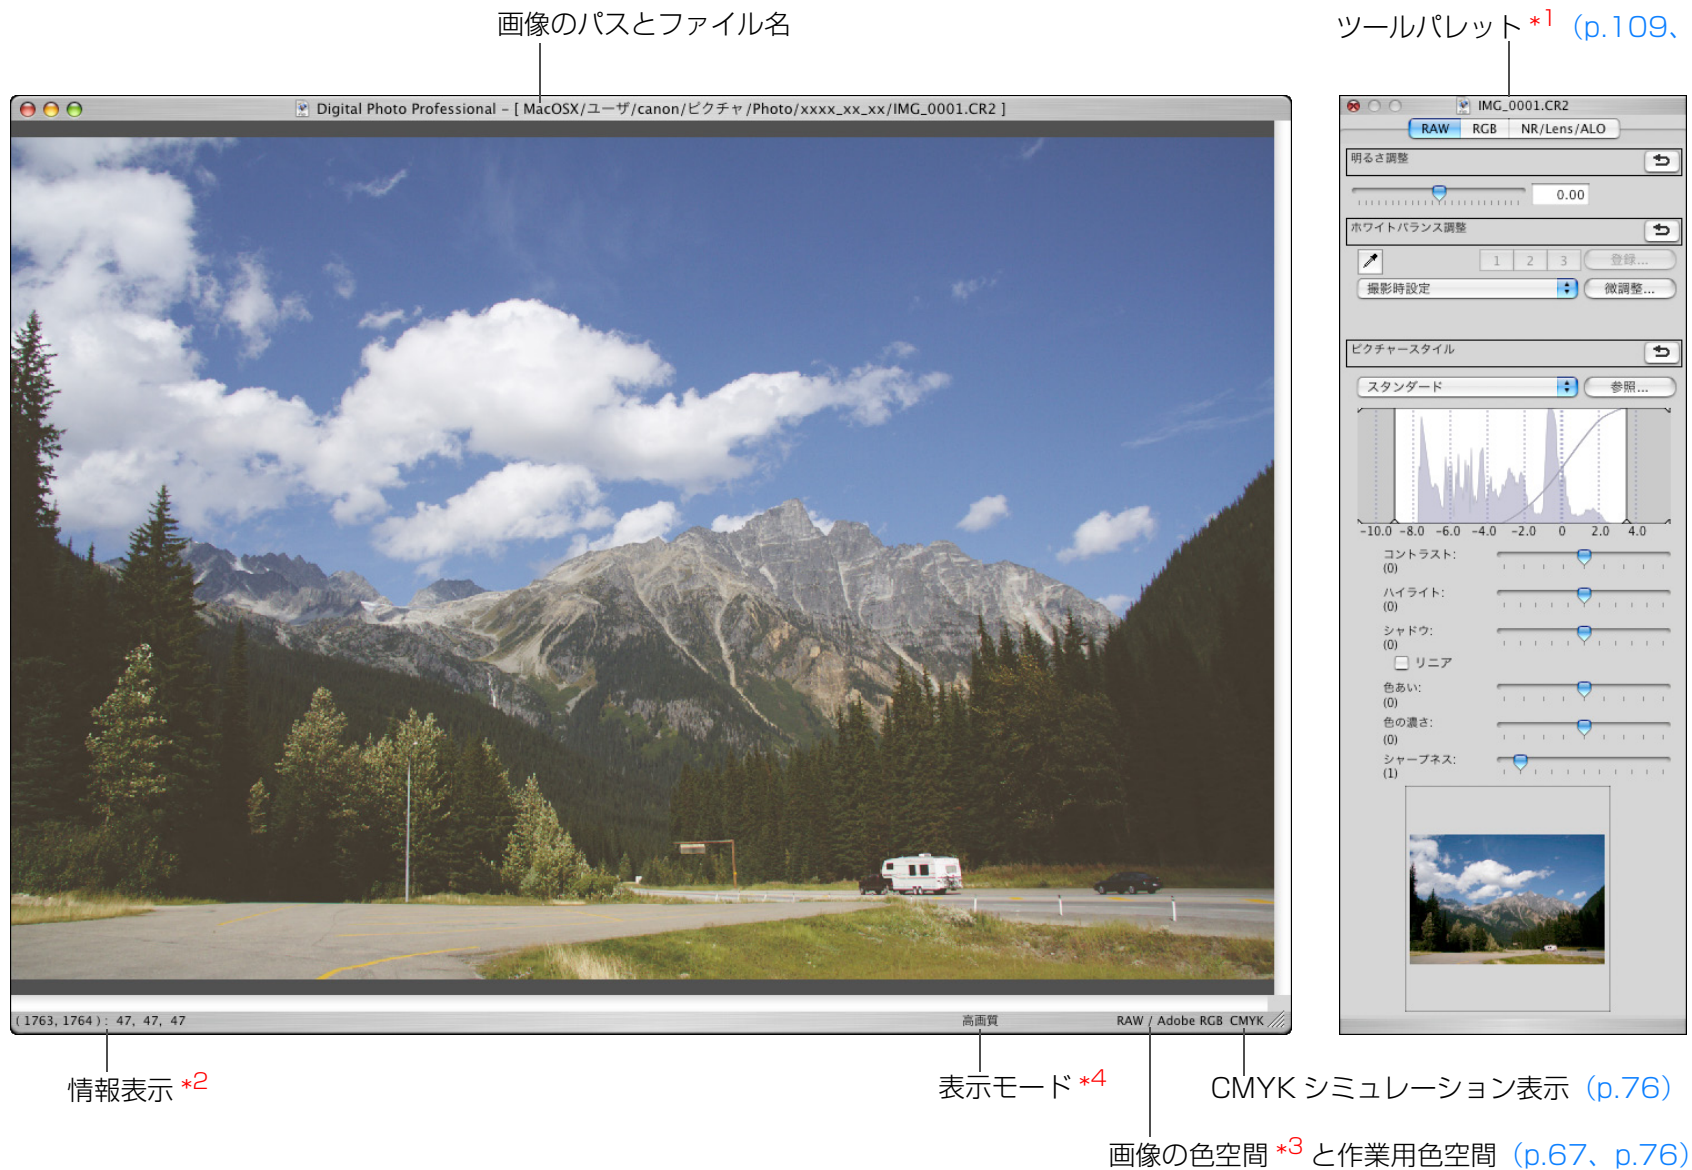 画像のパスとファイル名
ツールパレット *1 (p.109、
Digital Photo Professional – [ MacOSX/ユーザ/canon/ピクチャ/Photo/xxxx_xx_xx/IMG_0001.CR2 ]
IMG_0001.CR2
RAW RGB NR/Lens/ALO
明るさ調整
0.00
ホワイトバランス調整
1 2 3 登録...
撮影時設定 微調整...
ピクチャースタイル
スタンダード 参照...
-10.0 -8.0 -6.0 -4.0 -2.0 0 2.0 4.0
コントラスト:
(0)
ハイライト:
(0)
シャドウ:
(0)
リニア
色あい:
(0)
色の濃さ:
(0)
シャープネス:
(1)
(1763, 1764) : 47, 47, 47
高画質
RAW / Adobe RGB CMYK
情報表示 *2
表示モード *4
CMYK シミュレーション表示 (p.76)
画像の色空間 *3 と作業用色空間 (p.67、p.76)